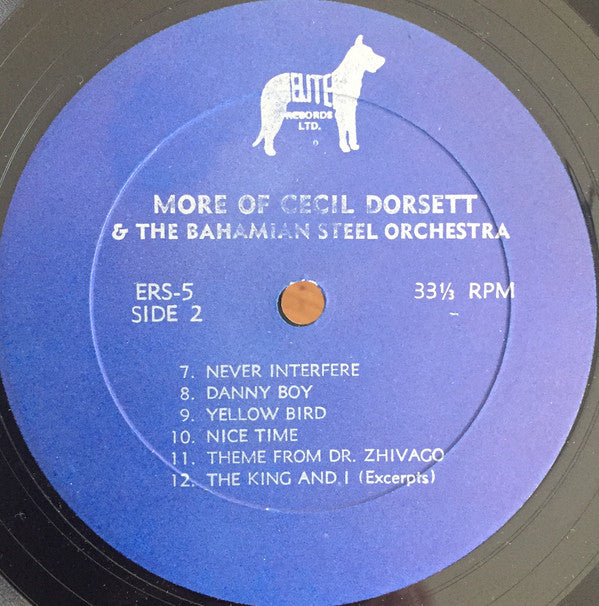 ELITE
RECORDS
LTD.
MORE OF CECIL DORSETT
& THE BAHAMIAN STEEL ORCHESTRA
ERS-5 33⅓ RPM
SIDE 2
7. NEVER INTERFERE
8. DANNY BOY
9. YELLOW BIRD
10. NICE TIME
11. THEME FROM DR. ZHIVAGO
12. THE KING AND I (Excerpts)